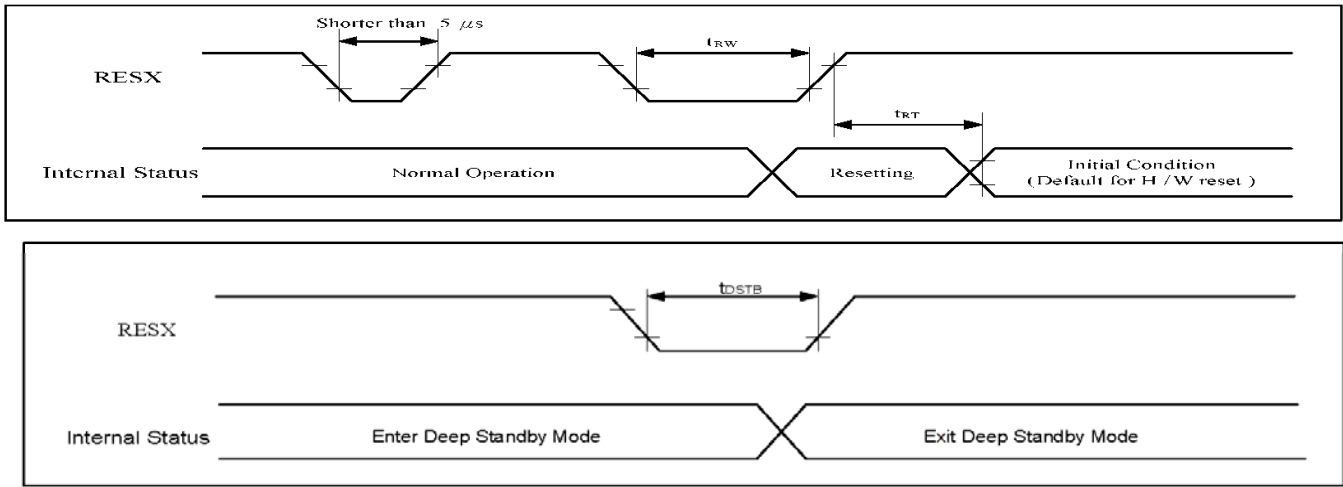 Shorter than 5 μs
tRW
RESX
tRT
Internal Status
Normal Operation
Resetting
Initial Condition
(Default for H/W reset)
tDSTB
RESX
Internal Status
Enter Deep Standby Mode
Exit Deep Standby Mode